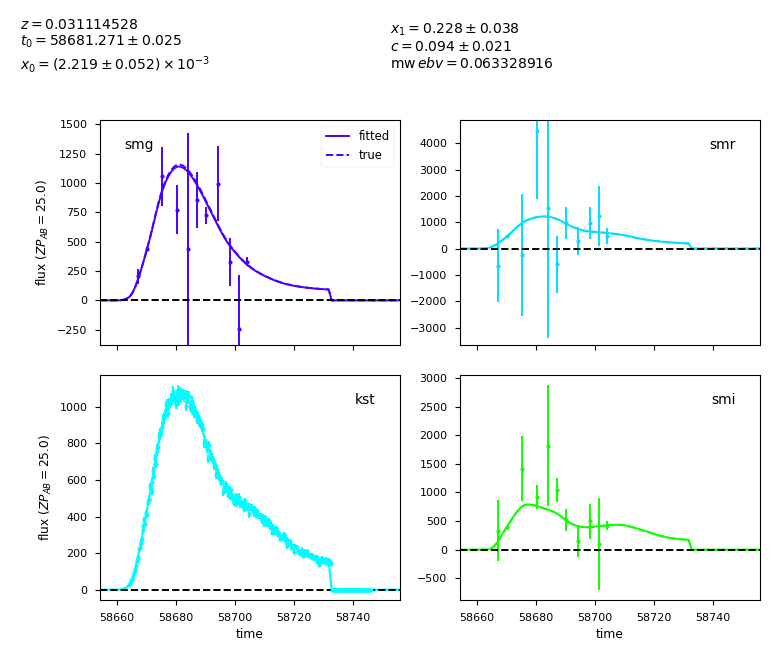 z = 0.031114528
t₀ = 58681.271 ± 0.025
x₀ = (2.219 ± 0.052) × 10⁻³
x₁ = 0.228 ± 0.038
c = 0.094 ± 0.021
mw ebv = 0.063328916
smg
fitted
true
1500
1250
1000
750
500
250
0
−250
flux (ZP_AB = 25.0)
smr
4000
3000
2000
1000
0
−1000
−2000
−3000
kst
1000
800
600
400
200
0
flux (ZP_AB = 25.0)
58660 58680 58700 58720 58740
time
smi
3000
2500
2000
1500
1000
500
0
−500
58660 58680 58700 58720 58740
time